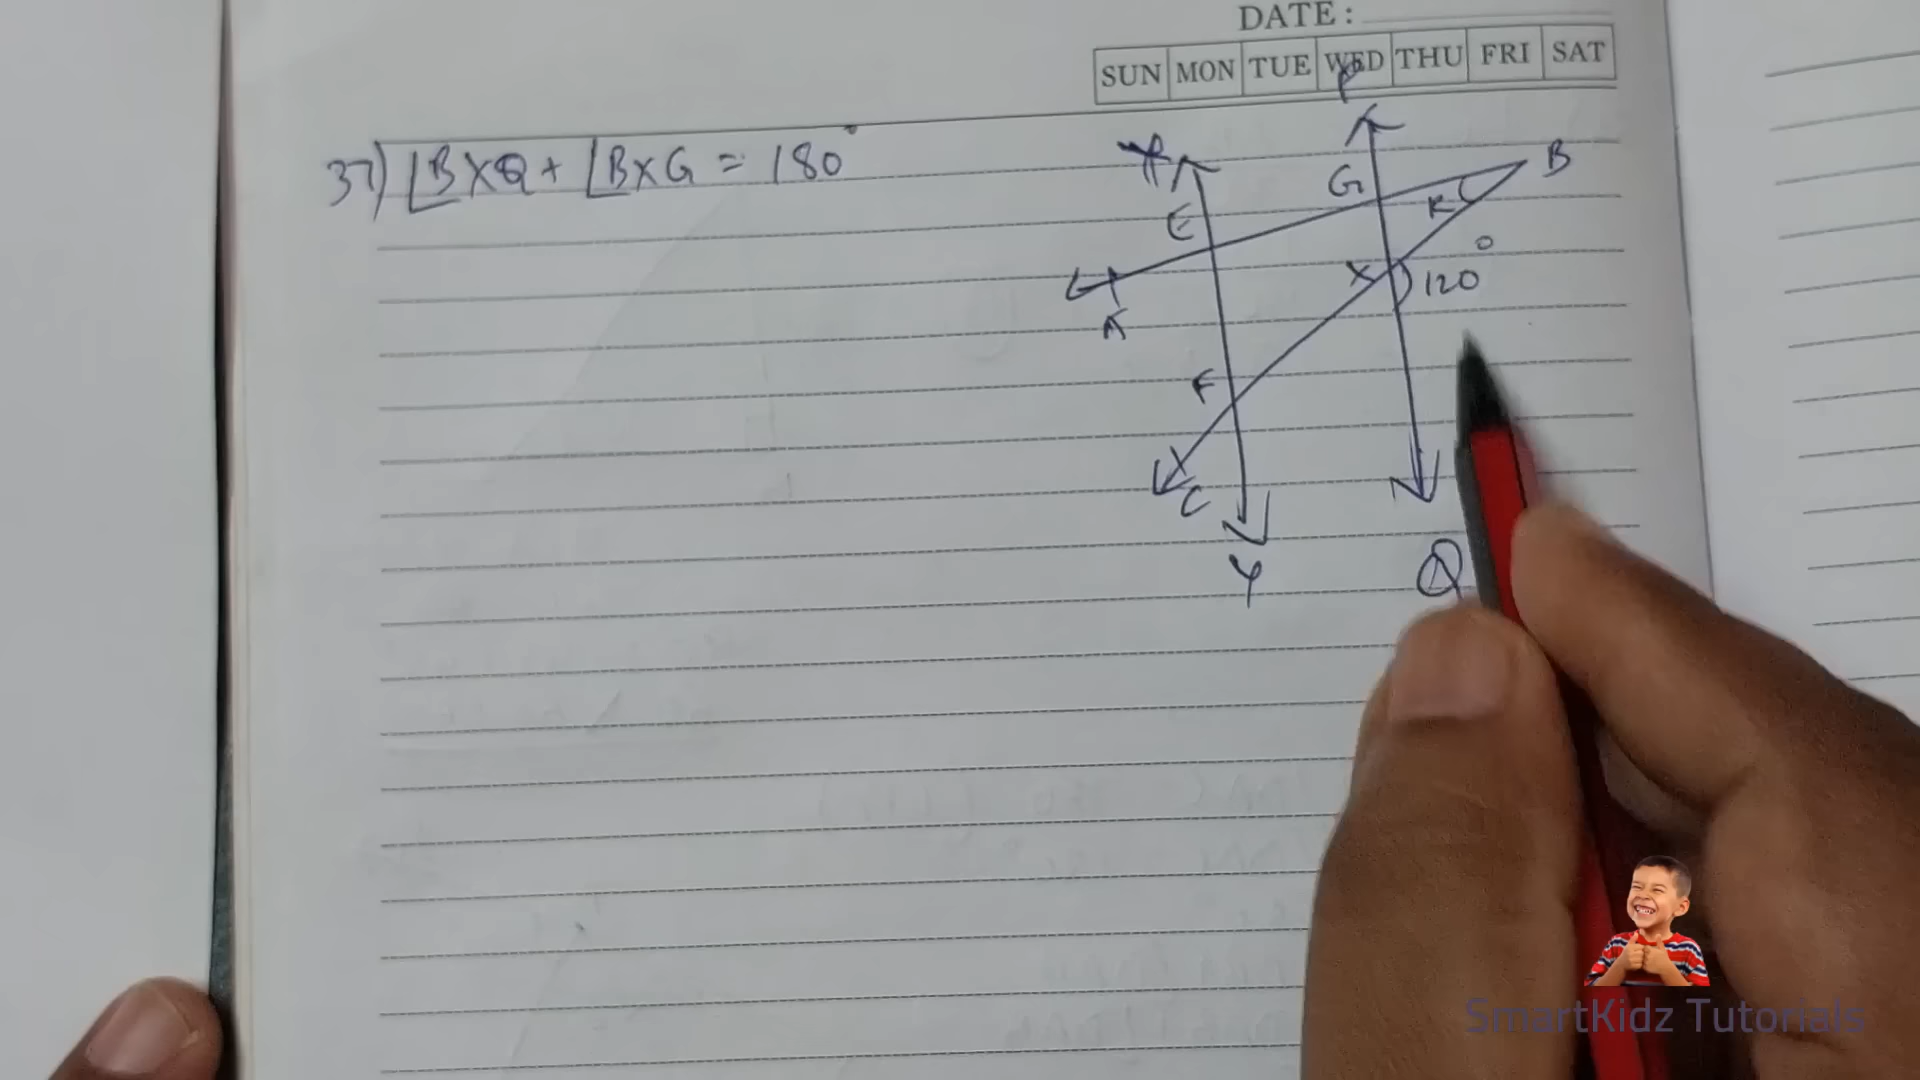 DATE :
SUN MON TUE WED THU FRI SAT
P
37) ∠BXQ + ∠BXG = 180°
G B
E K
X 120°
A
F
C
Y Q
SmartKidz Tutorials